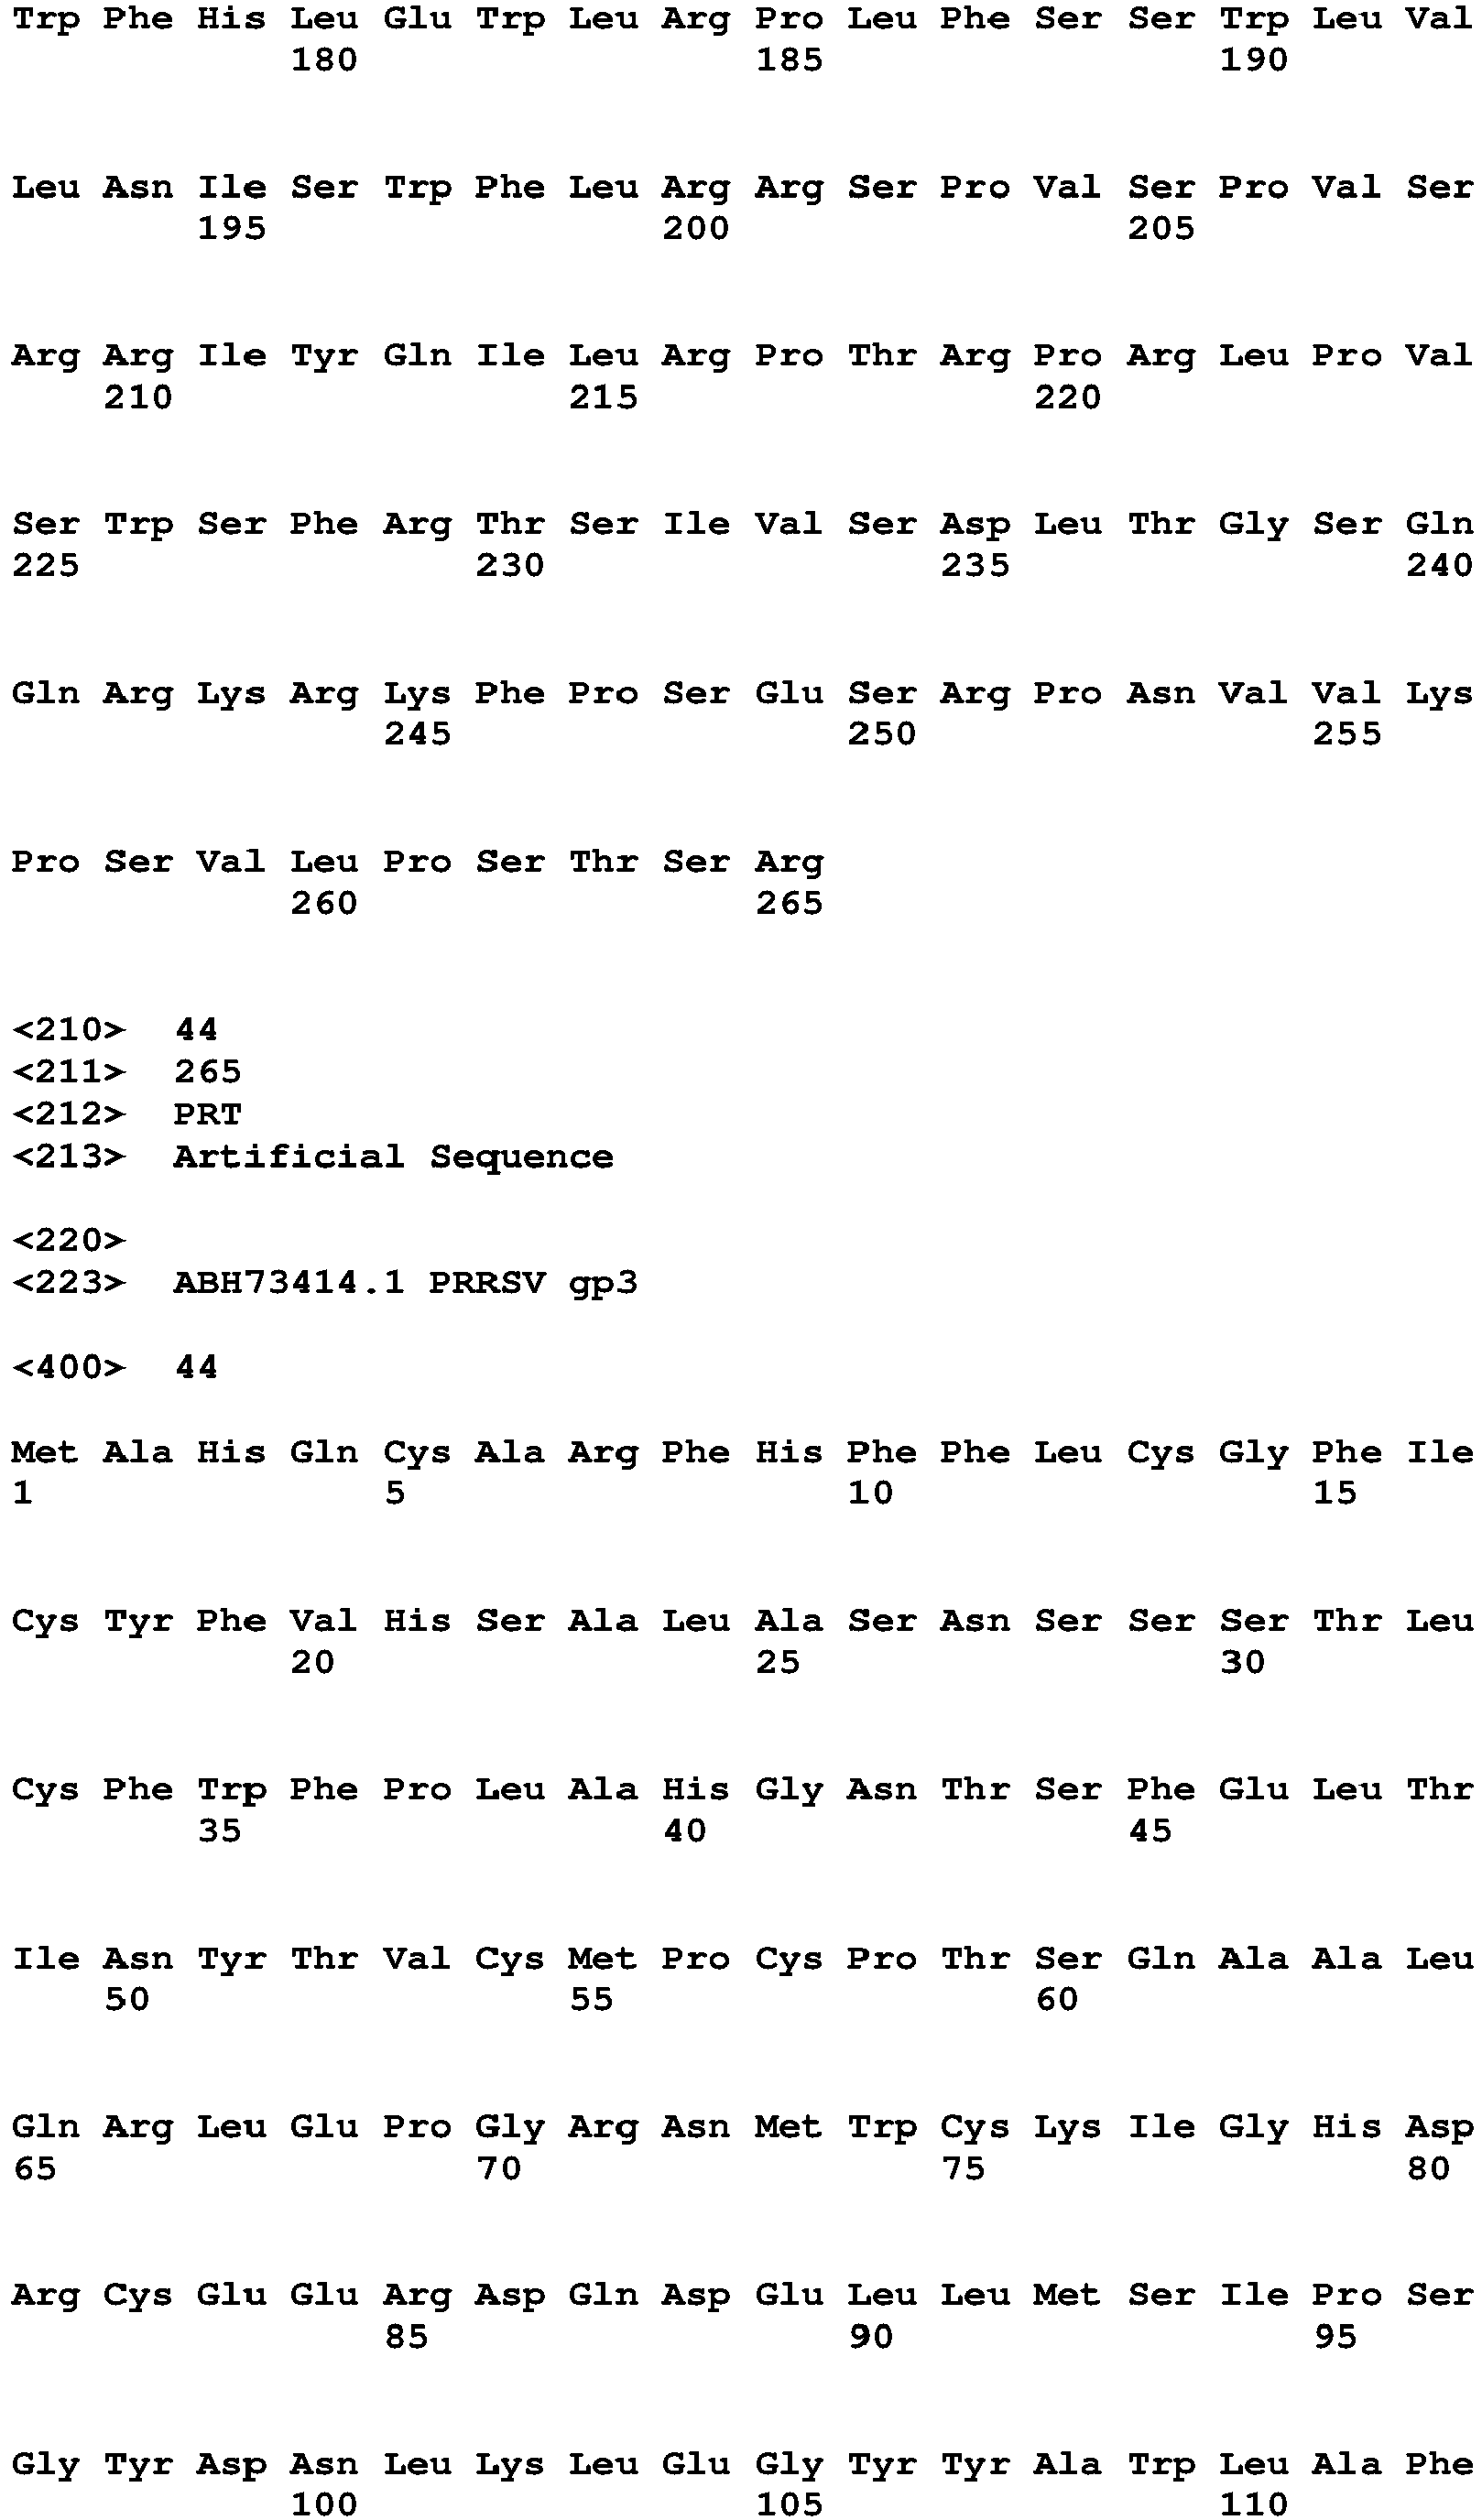 Trp Phe His Leu Glu Trp Leu Arg Pro Leu Phe Ser Ser Trp Leu Val
180 185 190
Leu Asn Ile Ser Trp Phe Leu Arg Arg Ser Pro Val Ser Pro Val Ser
195 200 205
Arg Arg Ile Tyr Gln Ile Leu Arg Pro Thr Arg Pro Arg Leu Pro Val
210 215 220
Ser Trp Ser Phe Arg Thr Ser Ile Val Ser Asp Leu Thr Gly Ser Gln
225 230 235 240
Gln Arg Lys Arg Lys Phe Pro Ser Glu Ser Arg Pro Asn Val Val Lys
245 250 255
Pro Ser Val Leu Pro Ser Thr Ser Arg
260 265
<210> 44
<211> 265
<212> PRT
<213> Artificial Sequence
<220>
<223> ABH73414.1 PRRSV gp3
<400> 44
Met Ala His Gln Cys Ala Arg Phe His Phe Phe Leu Cys Gly Phe Ile
1 5 10 15
Cys Tyr Phe Val His Ser Ala Leu Ala Ser Asn Ser Ser Ser Thr Leu
20 25 30
Cys Phe Trp Phe Pro Leu Ala His Gly Asn Thr Ser Phe Glu Leu Thr
35 40 45
Ile Asn Tyr Thr Val Cys Met Pro Cys Pro Thr Ser Gln Ala Ala Leu
50 55 60
Gln Arg Leu Glu Pro Gly Arg Asn Met Trp Cys Lys Ile Gly His Asp
65 70 75 80
Arg Cys Glu Glu Arg Asp Gln Asp Glu Leu Leu Met Ser Ile Pro Ser
85 90 95
Gly Tyr Asp Asn Leu Lys Leu Glu Gly Tyr Tyr Ala Trp Leu Ala Phe
100 105 110